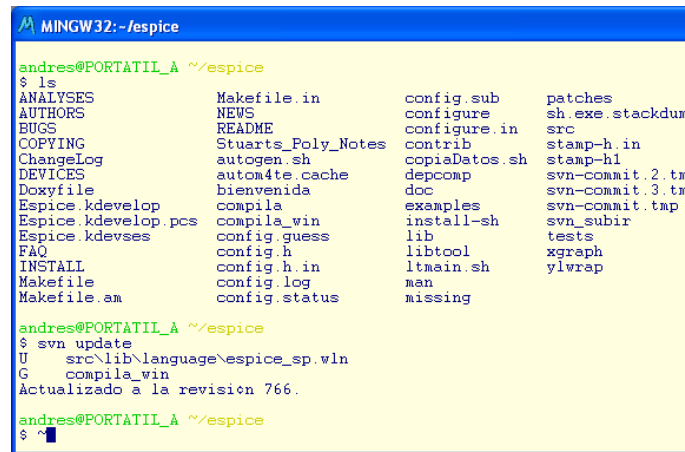 MINGW32:~/espice
andres@PORTATIL_A ~/espice
$ ls
ANALYSES Makefile.in config.sub patches
AUTHORS NEWS configure sh.exe.stackdum
BUGS README configure.in src
COPYING Stuarts_Poly_Notes contrib stamp-h.in
ChangeLog autogen.sh copiaDatos.sh stamp-h1
DEVICES autom4te.cache depcomp svn-commit.2.tm
Doxyfile bienvenida doc svn-commit.3.tm
Espice.kdevelop compila examples svn-commit.tmp
Espice.kdevelop.pcs compila_win install-sh svn_subir
Espice.kdevses config.guess lib tests
FAQ config.h libtool xgraph
INSTALL config.h.in ltmain.sh ylwrap
Makefile config.log man
Makefile.am config.status missing
andres@PORTATIL_A ~/espice
$ svn update
U src\lib\language\espice_sp.wln
G compila_win
Actualizado a la revisi¢n 766.
andres@PORTATIL_A ~/espice
$ ~